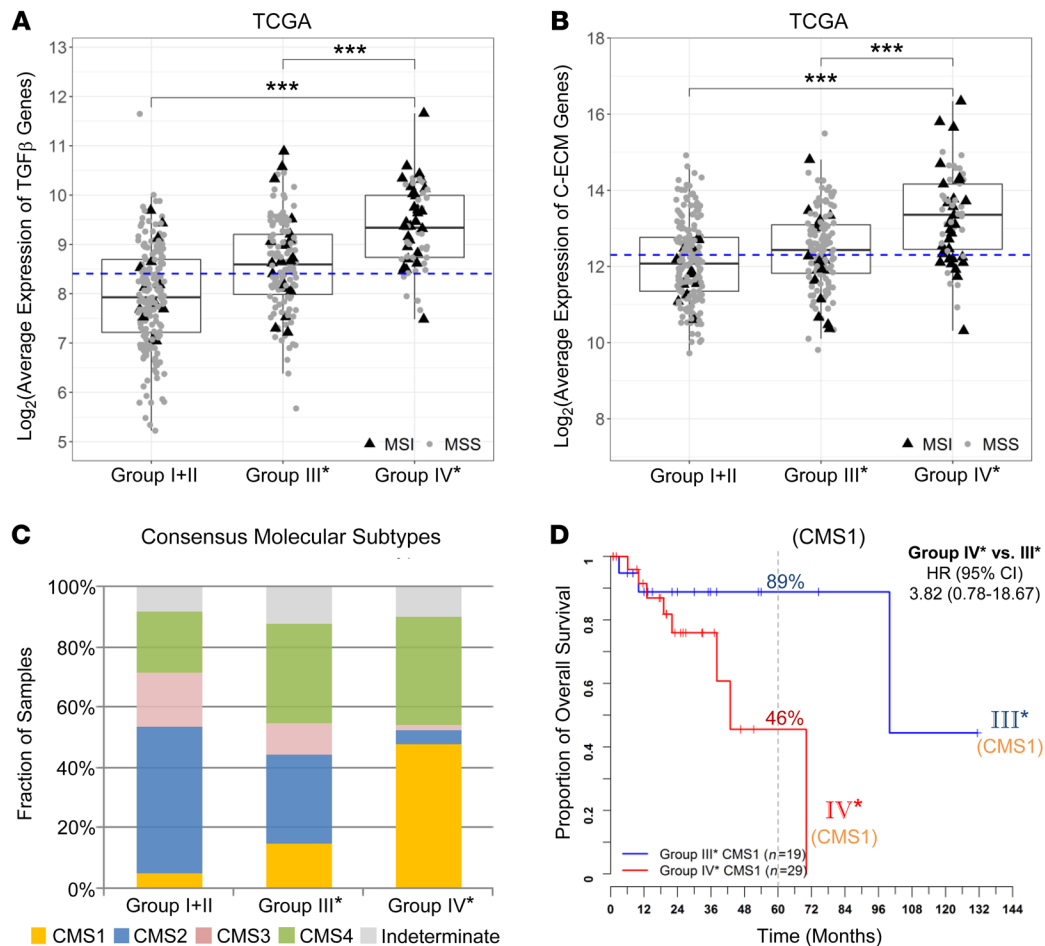 A
TCGA
Log2(Average Expression of TGFβ Genes)
13
12
11
10
9
8
7
6
5
***
***
▲ MSI ● MSS
Group I+II Group III* Group IV*
B
TCGA
Log2(Average Expression of C-ECM Genes)
18
16
14
12
10
8
***
***
▲ MSI ● MSS
Group I+II Group III* Group IV*
C
Consensus Molecular Subtypes
Fraction of Samples
100%
80%
60%
40%
20%
0%
Group I+II Group III* Group IV*
CMS1 CMS2 CMS3 CMS4 Indeterminate
D
(CMS1)
Group IV* vs. III*
HR (95% CI)
3.82 (0.78-18.67)
Proportion of Overall Survival
1
0.8
0.6
0.4
0.2
0
89%
46%
III*
(CMS1)
IV*
(CMS1)
Group III* CMS1 (n=19)
Group IV* CMS1 (n=29)
0 12 24 36 48 60 72 84 96 108 120 132 144
Time (Months)